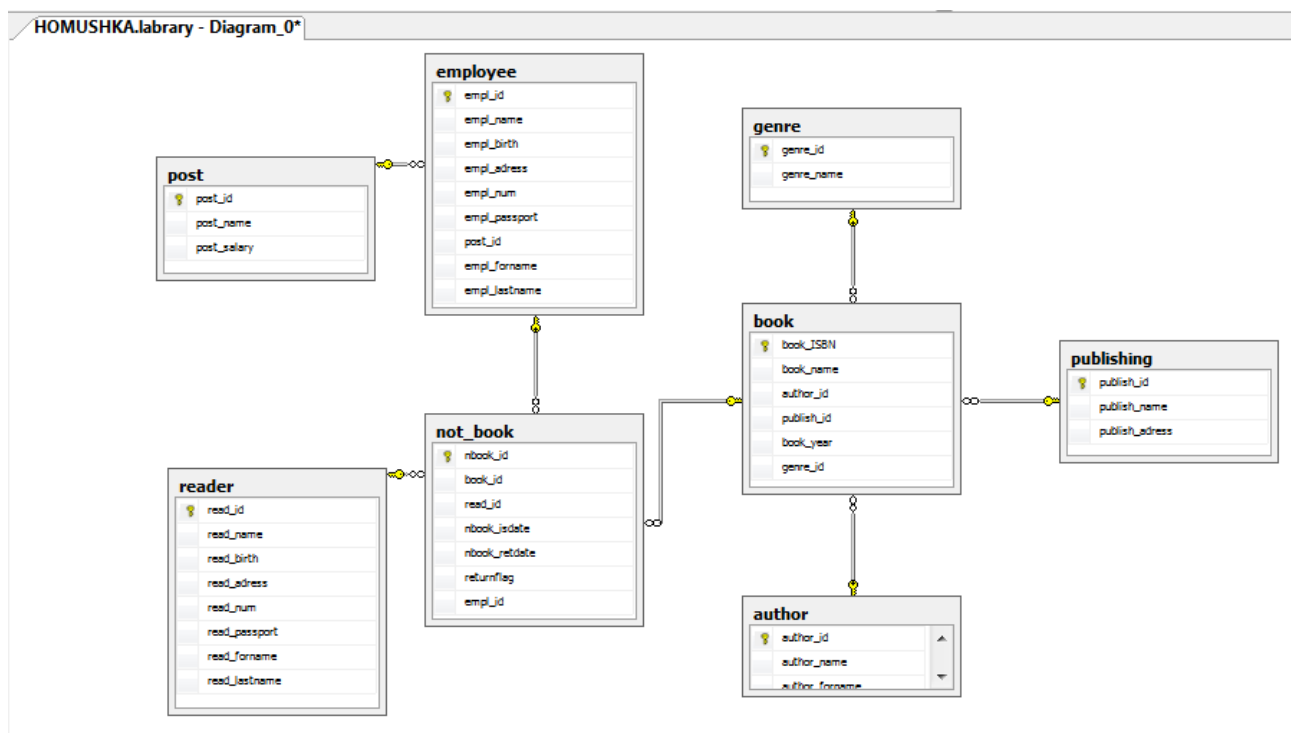 HOMUSHKA.labrary - Diagram_0*
employee
empl_id
empl_name
empl_birth
empl_adress
empl_num
empl_passport
post_id
empl_forname
empl_lastname
post
post_id
post_name
post_salary
genre
genre_id
genre_name
book
book_ISBN
book_name
author_id
publish_id
book_year
genre_id
publishing
publish_id
publish_name
publish_adress
not_book
nbook_id
book_id
read_id
nbook_isdate
nbook_retdate
returnflag
empl_id
reader
read_id
read_name
read_birth
read_adress
read_num
read_passport
read_forname
read_lastname
author
author_id
author_name
author_forname